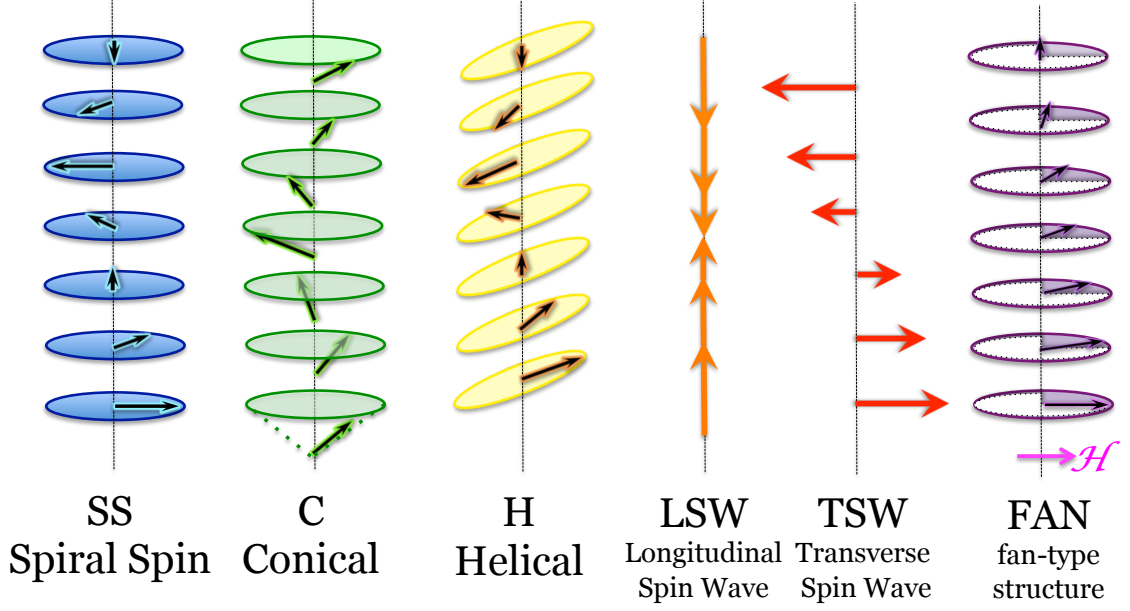 ℋ
SS
Spiral Spin
C
Conical
H
Helical
LSW
Longitudinal
Spin Wave
TSW
Transverse
Spin Wave
FAN
fan-type
structure